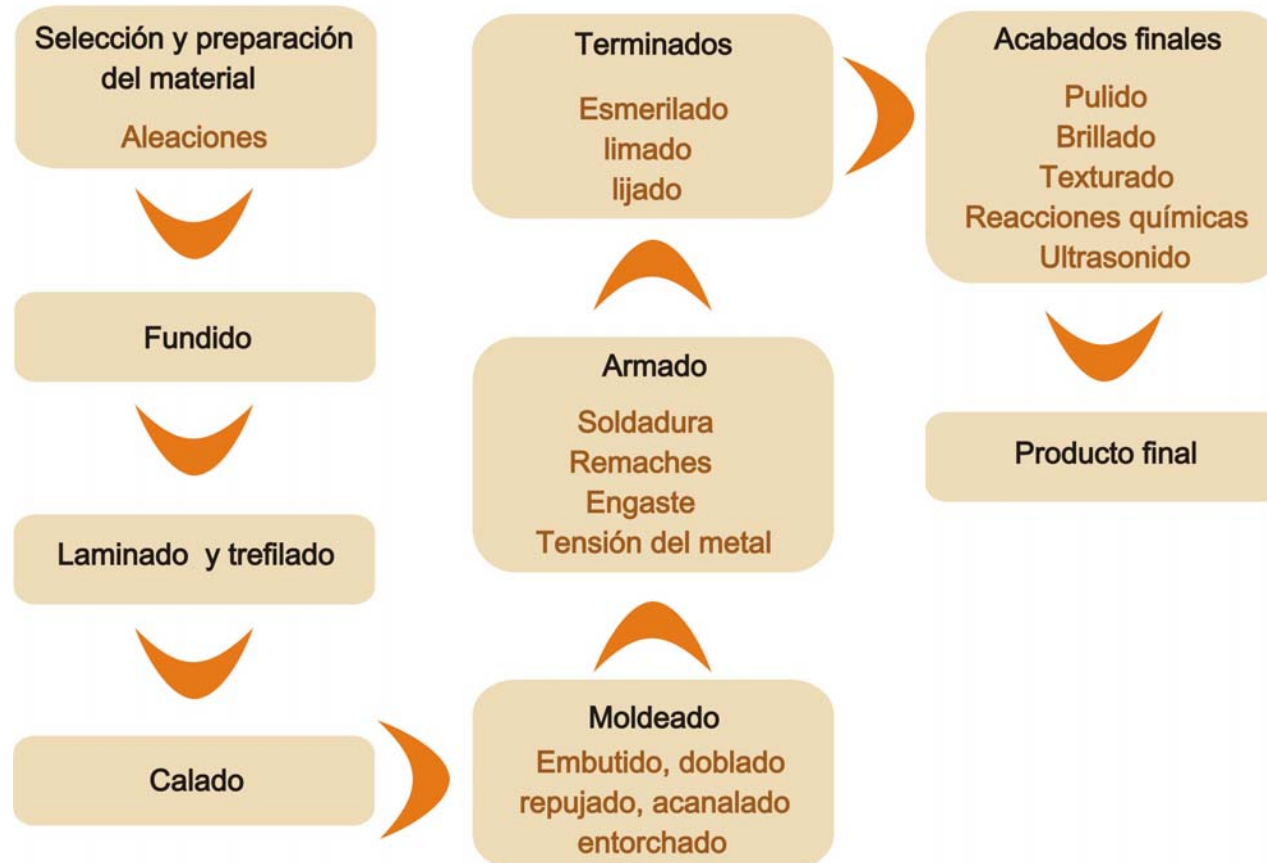 Selección y preparación
del material
Aleaciones
Fundido
Laminado y trefilado
Calado
Moldeado
Embutido, doblado
repujado, acanalado
entorchado
Armado
Soldadura
Remaches
Engaste
Tensión del metal
Terminados
Esmerilado
limado
lijado
Acabados finales
Pulido
Brillado
Texturado
Reacciones químicas
Ultrasonido
Producto final